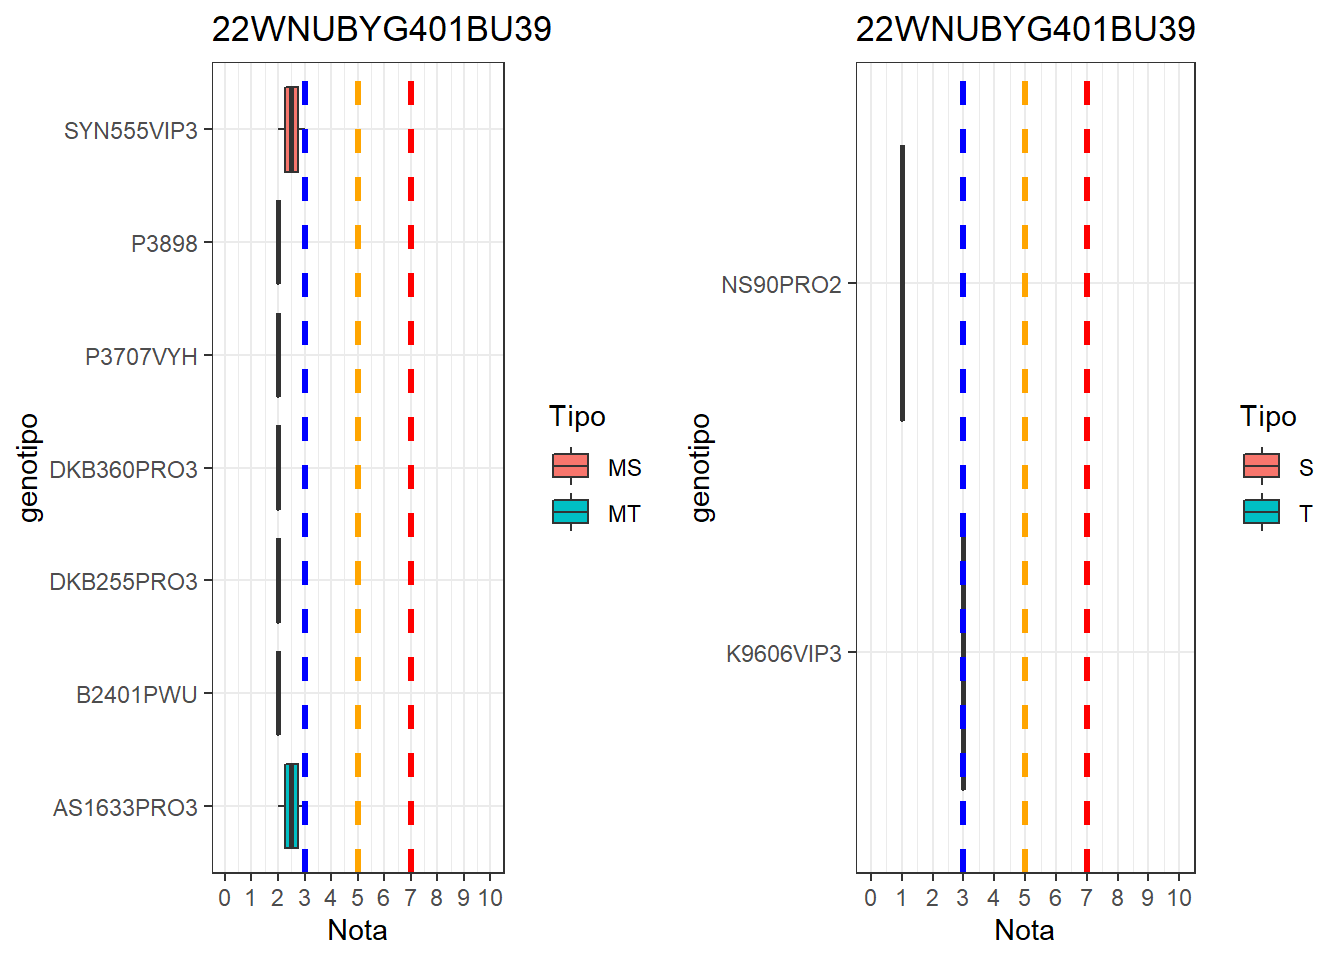 22WNUBYG401BU39
SYN555VIP3
P3898
P3707VYH
DKB360PRO3
DKB255PRO3
B2401PWU
AS1633PRO3
genotipo
0 1 2 3 4 5 6 7 8 9 10
Nota
Tipo
MS
MT
22WNUBYG401BU39
NS90PRO2
K9606VIP3
genotipo
0 1 2 3 4 5 6 7 8 9 10
Nota
Tipo
S
T